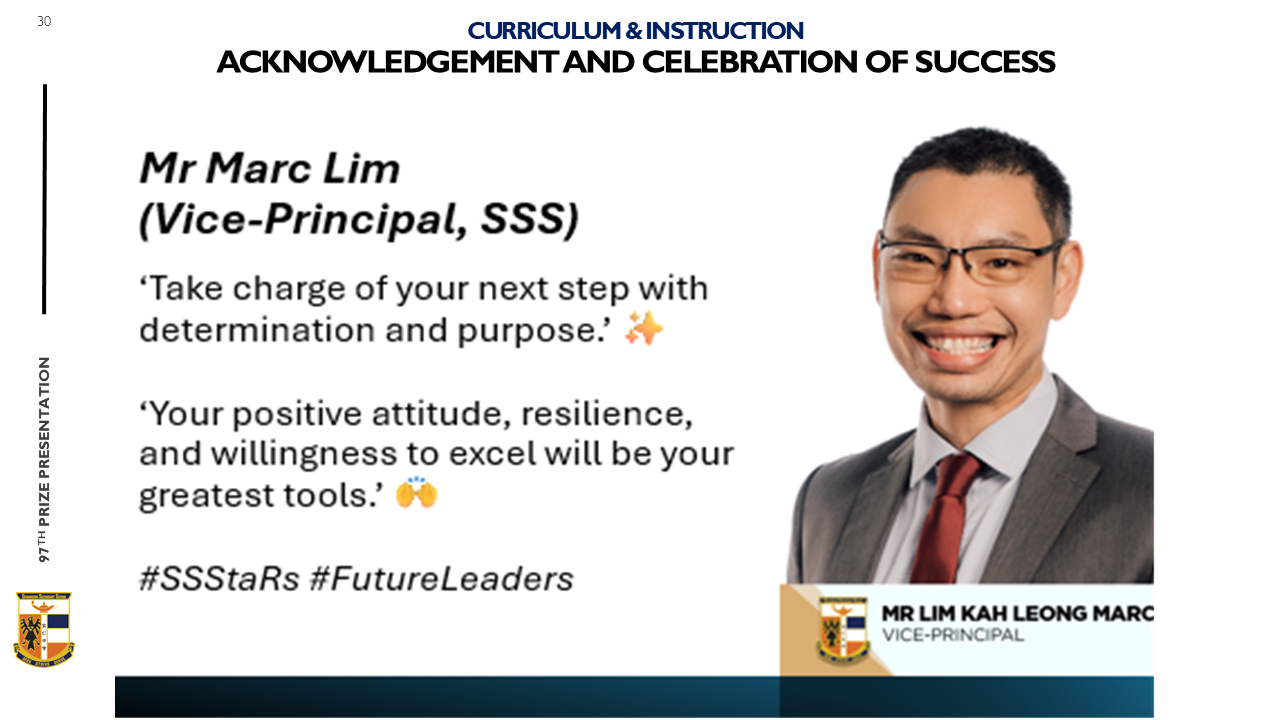 30
CURRICULUM & INSTRUCTION
ACKNOWLEDGEMENT AND CELEBRATION OF SUCCESS
Mr Marc Lim
(Vice-Principal, SSS)
‘Take charge of your next step with
determination and purpose.’ ✨
‘Your positive attitude, resilience,
and willingness to excel will be your
greatest tools.’ 🙌
#SSStaRs #FutureLeaders
MR LIM KAH LEONG MARC
VICE-PRINCIPAL
97TH PRIZE PRESENTATION